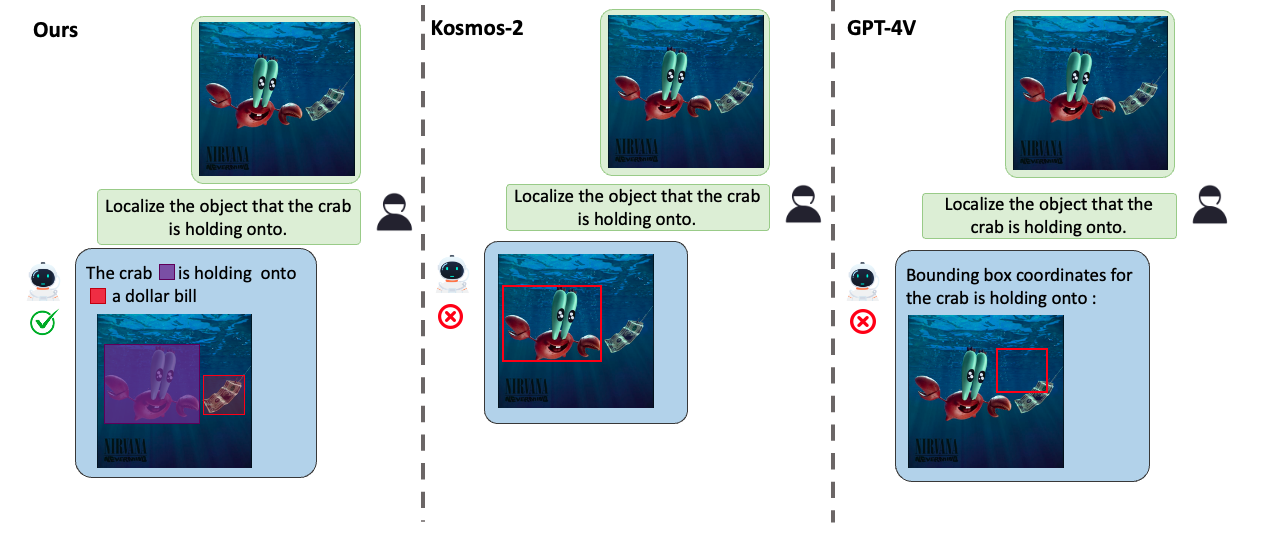 Ours
NIRVANA
Localize the object that the crab
is holding onto.
The crab is holding onto
a dollar bill
NIRVANA
Kosmos-2
NIRVANA
Localize the object that the crab
is holding onto.
NIRVANA
GPT-4V
NIRVANA
Localize the object that the
crab is holding onto.
Bounding box coordinates for
the crab is holding onto :
NIRVANA